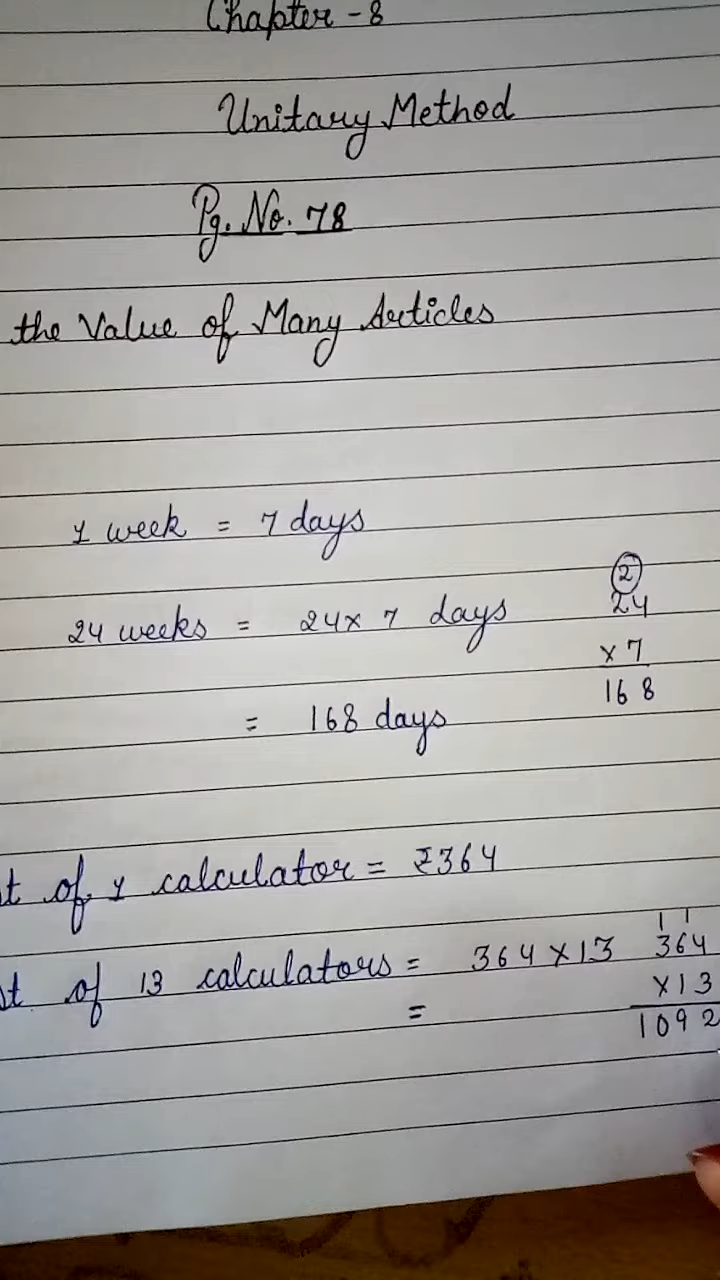 Chapter - 8
Unitary Method
Pg. No. 78
the Value of Many Articles
1 week = 7 days
2
24 weeks = 24 x 7 days 24
x 7
= 168 days 168
t of 1 calculator = ₹364
1 1
st of 13 calculators = 364 x 13 364
x 13
=
1092